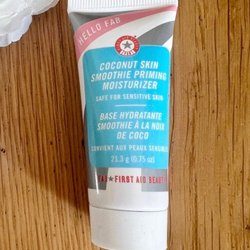 HELLO FAB
COCONUT SKIN
SMOOTHIE PRIMING
MOISTURIZER
SAFE FOR SENSITIVE SKIN
BASE HYDRATANTE
SMOOTHIE À LA NOIX
DE COCO
CONVIENT AUX PEAUX SENSIBLES
21.3 g (0.75 oz)
FAB FIRST AID BEAUTY